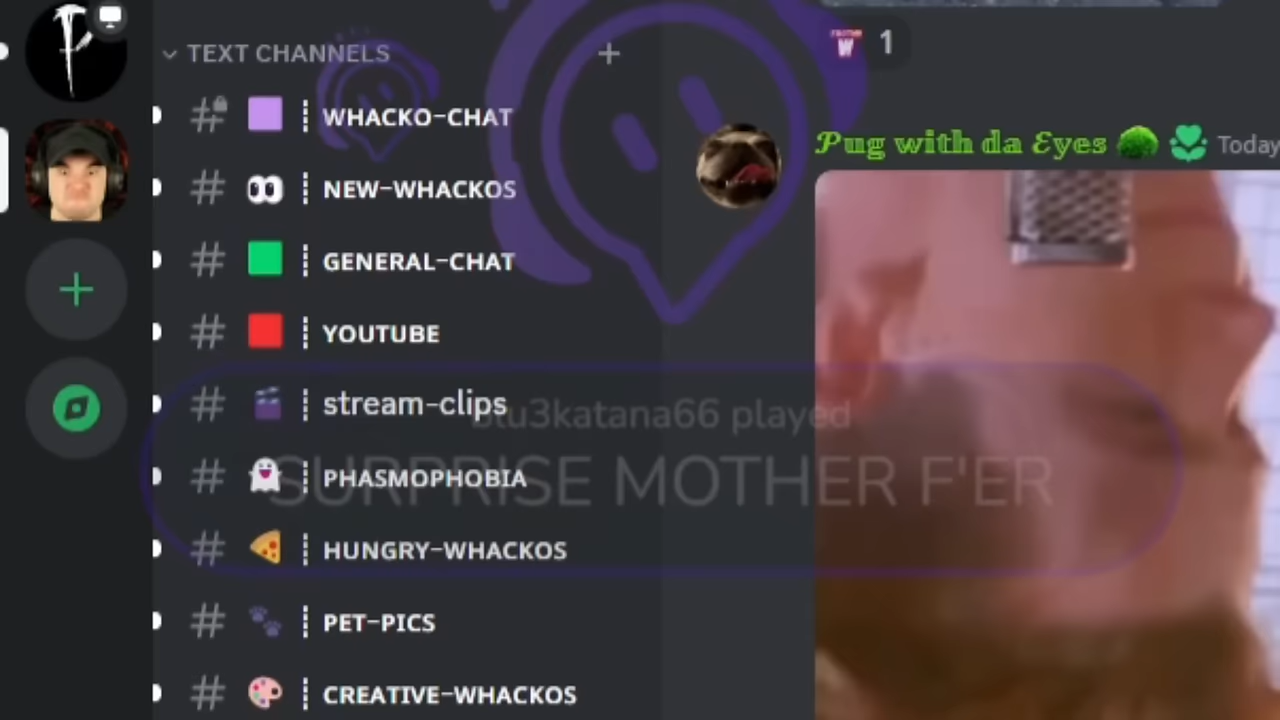 TEXT CHANNELS
WHACKO-CHAT
NEW-WHACKOS
GENERAL-CHAT
YOUTUBE
stream-clips
PHASMOPHOBIA
HUNGRY-WHACKOS
PET-PICS
CREATIVE-WHACKOS
W 1
𝓟𝕦𝕘 𝕨𝕚𝕥𝕙 𝕕𝕒 𝓔𝕪𝕖𝕤 Today
blu3katana66 played
SURPRISE MOTHER F'ER